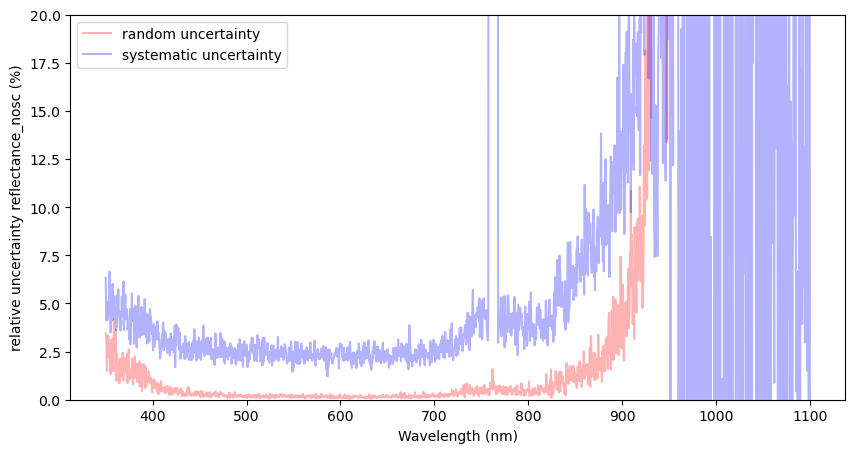 random uncertainty
systematic uncertainty
relative uncertainty reflectance_nosc (%)
20.0
17.5
15.0
12.5
10.0
7.5
5.0
2.5
0.0
400 500 600 700 800 900 1000 1100
Wavelength (nm)